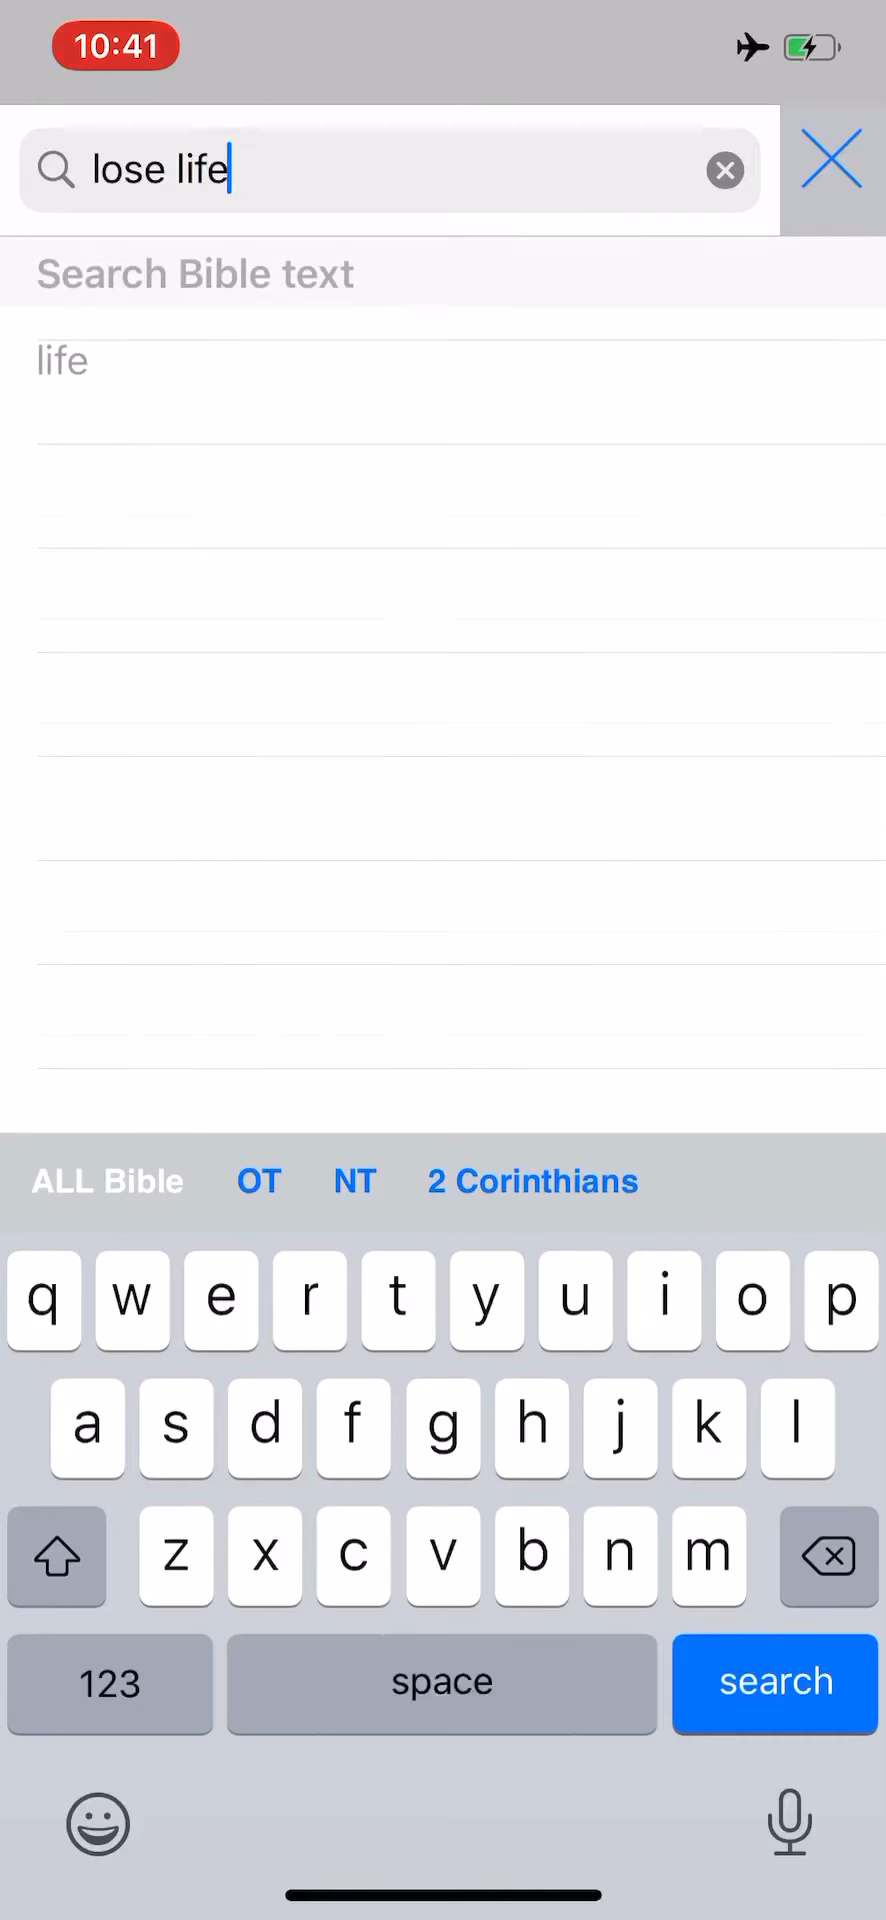 10:41
lose life
Search Bible text
life
ALL Bible OT NT 2 Corinthians
q w e r t y u i o p
a s d f g h j k l
z x c v b n m
123 space search